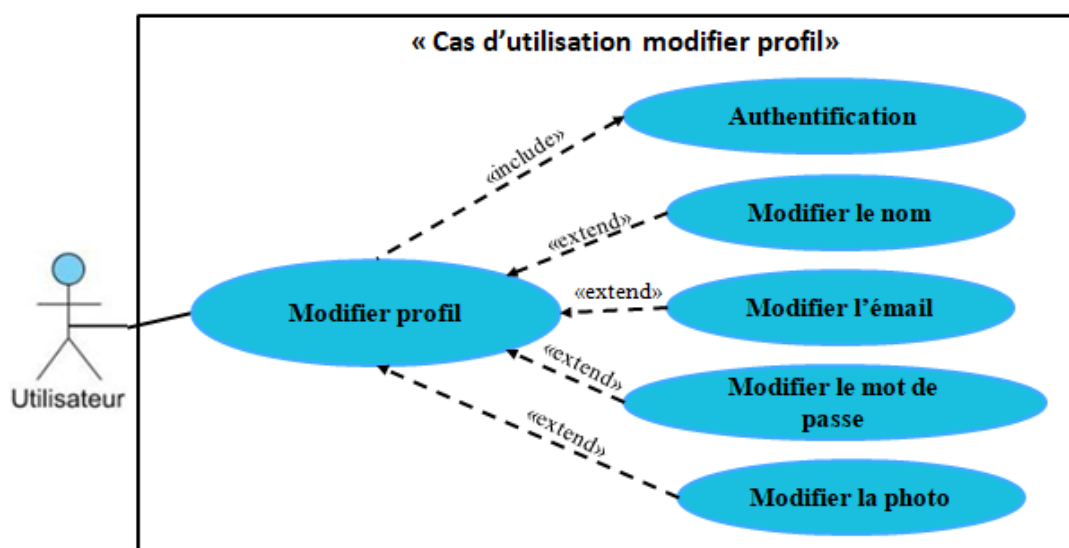 « Cas d'utilisation modifier profil»
Authentification
«include»
Modifier le nom
«extend»
Modifier l'émail
«extend»
Modifier profil
Utilisateur
Modifier le mot de
passe
«extend»
Modifier la photo
«extend»